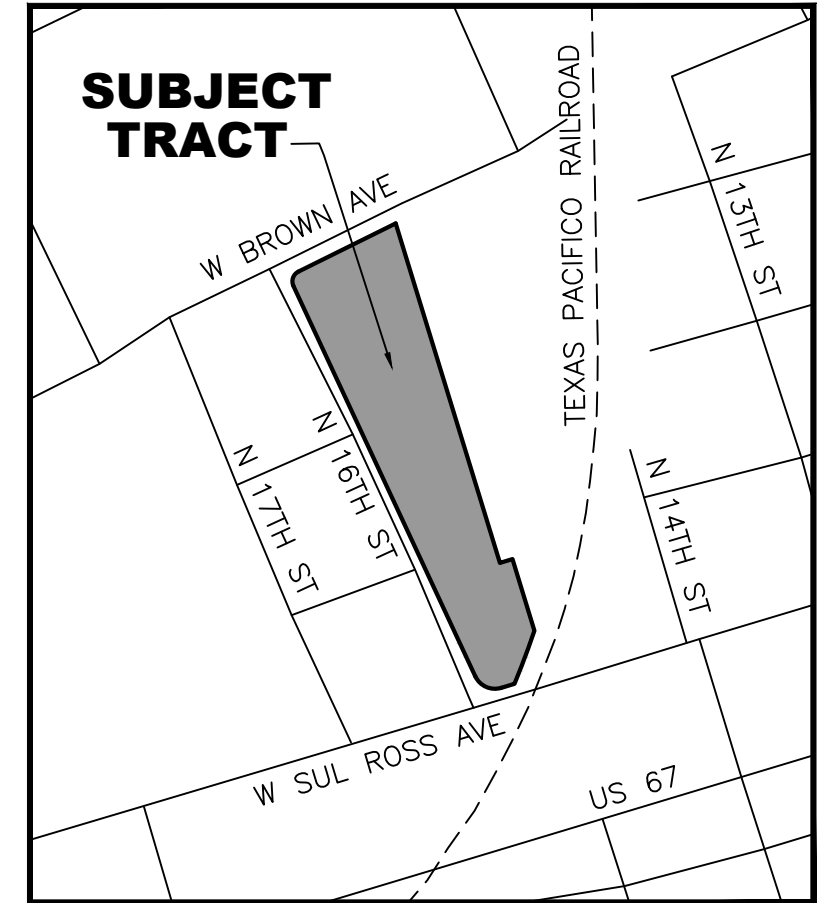 SUBJECT
TRACT
W BROWN AVE
TEXAS PACIFICO RAILROAD
N 13TH ST
N 16TH ST
N 17TH ST
N 14TH ST
W SUL ROSS AVE
US 67